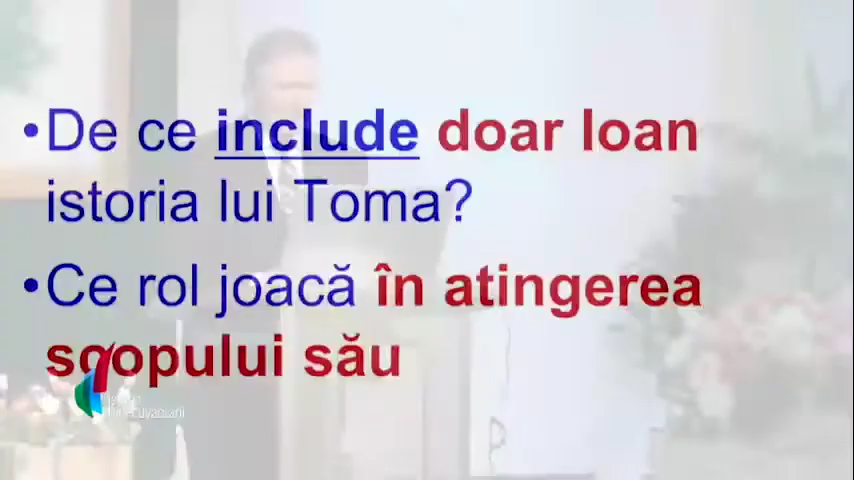 •De ce include doar Ioan
istoria lui Toma?
•Ce rol joacă în atingerea
scopului său